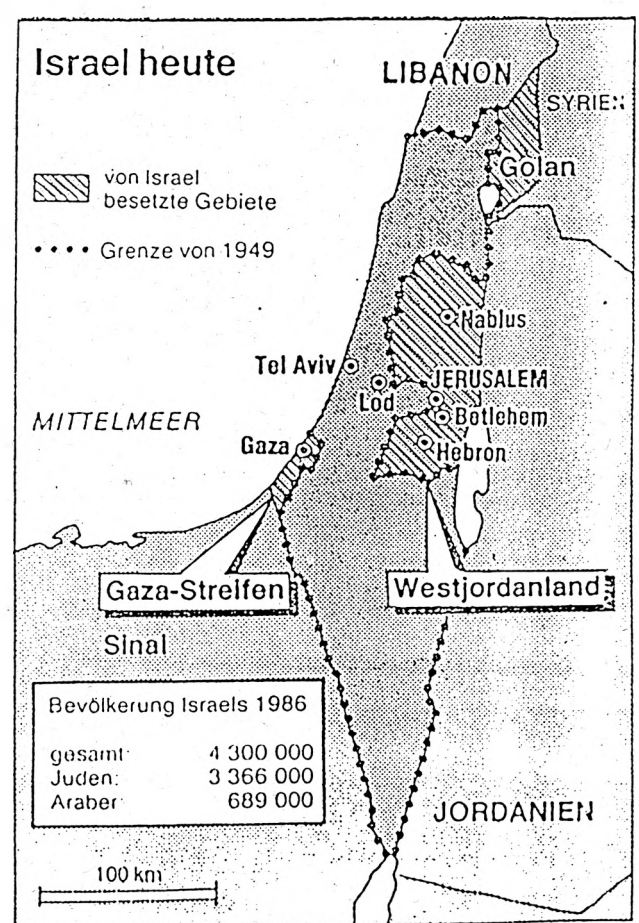 Israel heute
LIBANON
SYRIEN
Golan
von Israel
besetzte Gebiete
Grenze von 1949
Nablus
Tel Aviv
JERUSALEM
Lod
MITTELMEER
Betlehem
Gaza
Hebron
Gaza-Streifen
Westjordanland
Sinai
Bevölkerung Israels 1986
gesamt: 4 300 000
Juden: 3 366 000
Araber 689 000
JORDANIEN
100 km